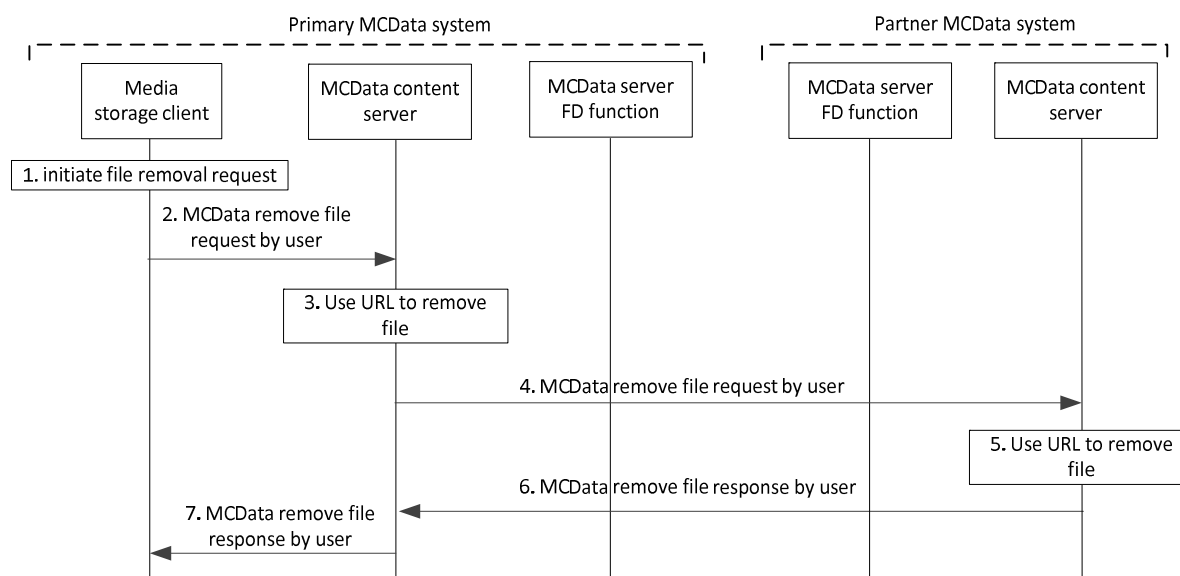 Primary MCData system
Partner MCData system
Media
storage client
MCData content
server
MCData server
FD function
MCData server
FD function
MCData content
server
1. initiate file removal request
2. MCData remove file
request by user
3. Use URL to remove
file
4. MCData remove file request by user
5. Use URL to remove
file
6. MCData remove file response by user
7. MCData remove file
response by user